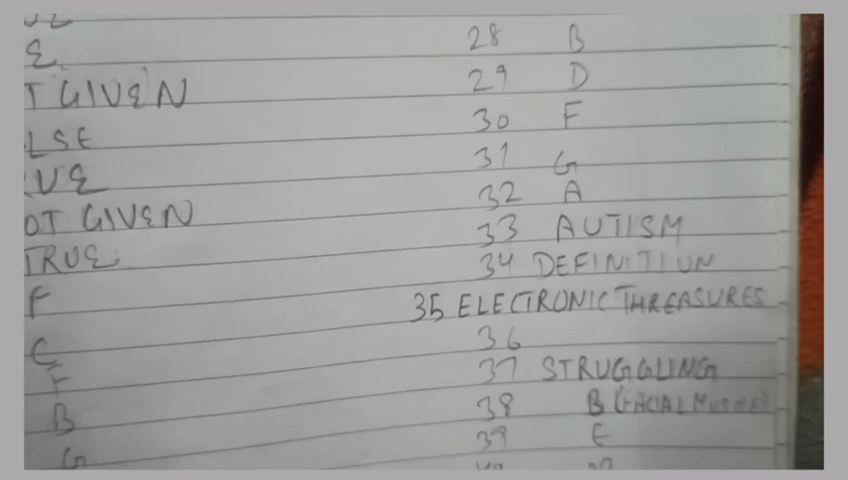 E 28 B
T GIVEN 29 D
LSE 30 F
UE 31 G
OT GIVEN 32 A
TRUE 33 AUTISM
F 34 DEFINITIUN
C 35 ELECTRONIC THREASURES
F 36
B 37 STRUGGLING
G 38 B (FACIAL
39 E